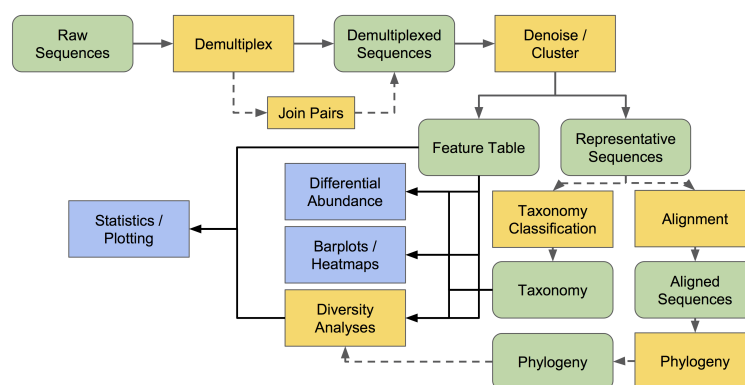 Raw
Sequences
Demultiplex
Demultiplexed
Sequences
Denoise /
Cluster
Join Pairs
Feature Table
Representative
Sequences
Differential
Abundance
Taxonomy
Classification
Alignment
Statistics /
Plotting
Barplots /
Heatmaps
Taxonomy
Aligned
Sequences
Diversity
Analyses
Phylogeny
Phylogeny